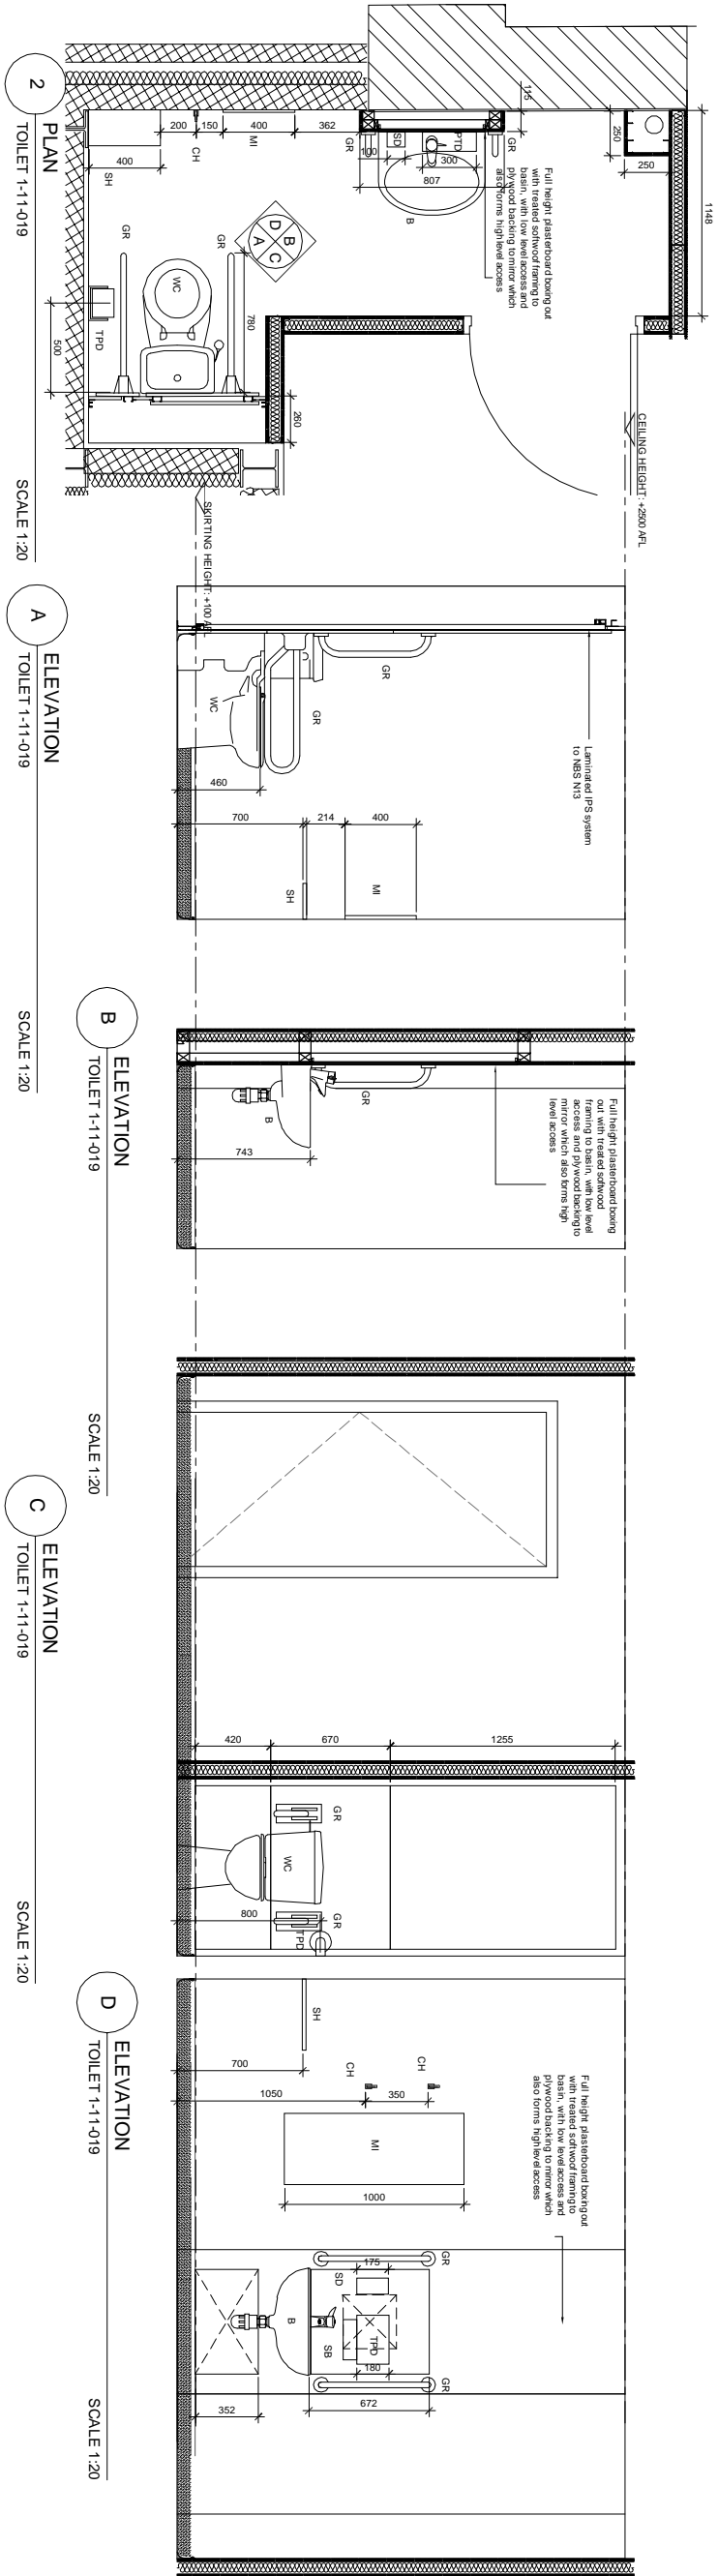 2
PLAN
TOILET 1-11-019
SCALE 1:20
1148
115
250
250
200
150
400
362
CH
MI
GR
SD
PTD
GR
100
300
807
B
400
SH
Full height plasterboard boxing out
with treated softwood framing to
basin, with low level access and
plywood backing to mirror which
also forms high level access
GR
GR
D
B
A
C
WC
780
TPD
500
260
CEILING HEIGHT: +2500 AFL
SKIRTING HEIGHT: +100 AFL
A
ELEVATION
TOILET 1-11-019
SCALE 1:20
GR
GR
WC
460
700
214
400
SH
MI
Laminated IPS system
to NBS N13
B
ELEVATION
TOILET 1-11-019
SCALE 1:20
GR
B
743
Full height plasterboard boxing
out with treated softwood
framing to basin, with low level
access and plywood backing to
mirror which also forms high
level access
C
ELEVATION
TOILET 1-11-019
SCALE 1:20
420
670
1255
GR
WC
GR
TPD
800
D
ELEVATION
TOILET 1-11-019
SCALE 1:20
SH
700
CH
CH
1050
350
MI
1000
Full height plasterboard boxing out
with treated softwood framing to
basin, with low level access and
plywood backing to mirror which
also forms high level access
GR
175
SD
TPD
SB
B
180
GR
352
672